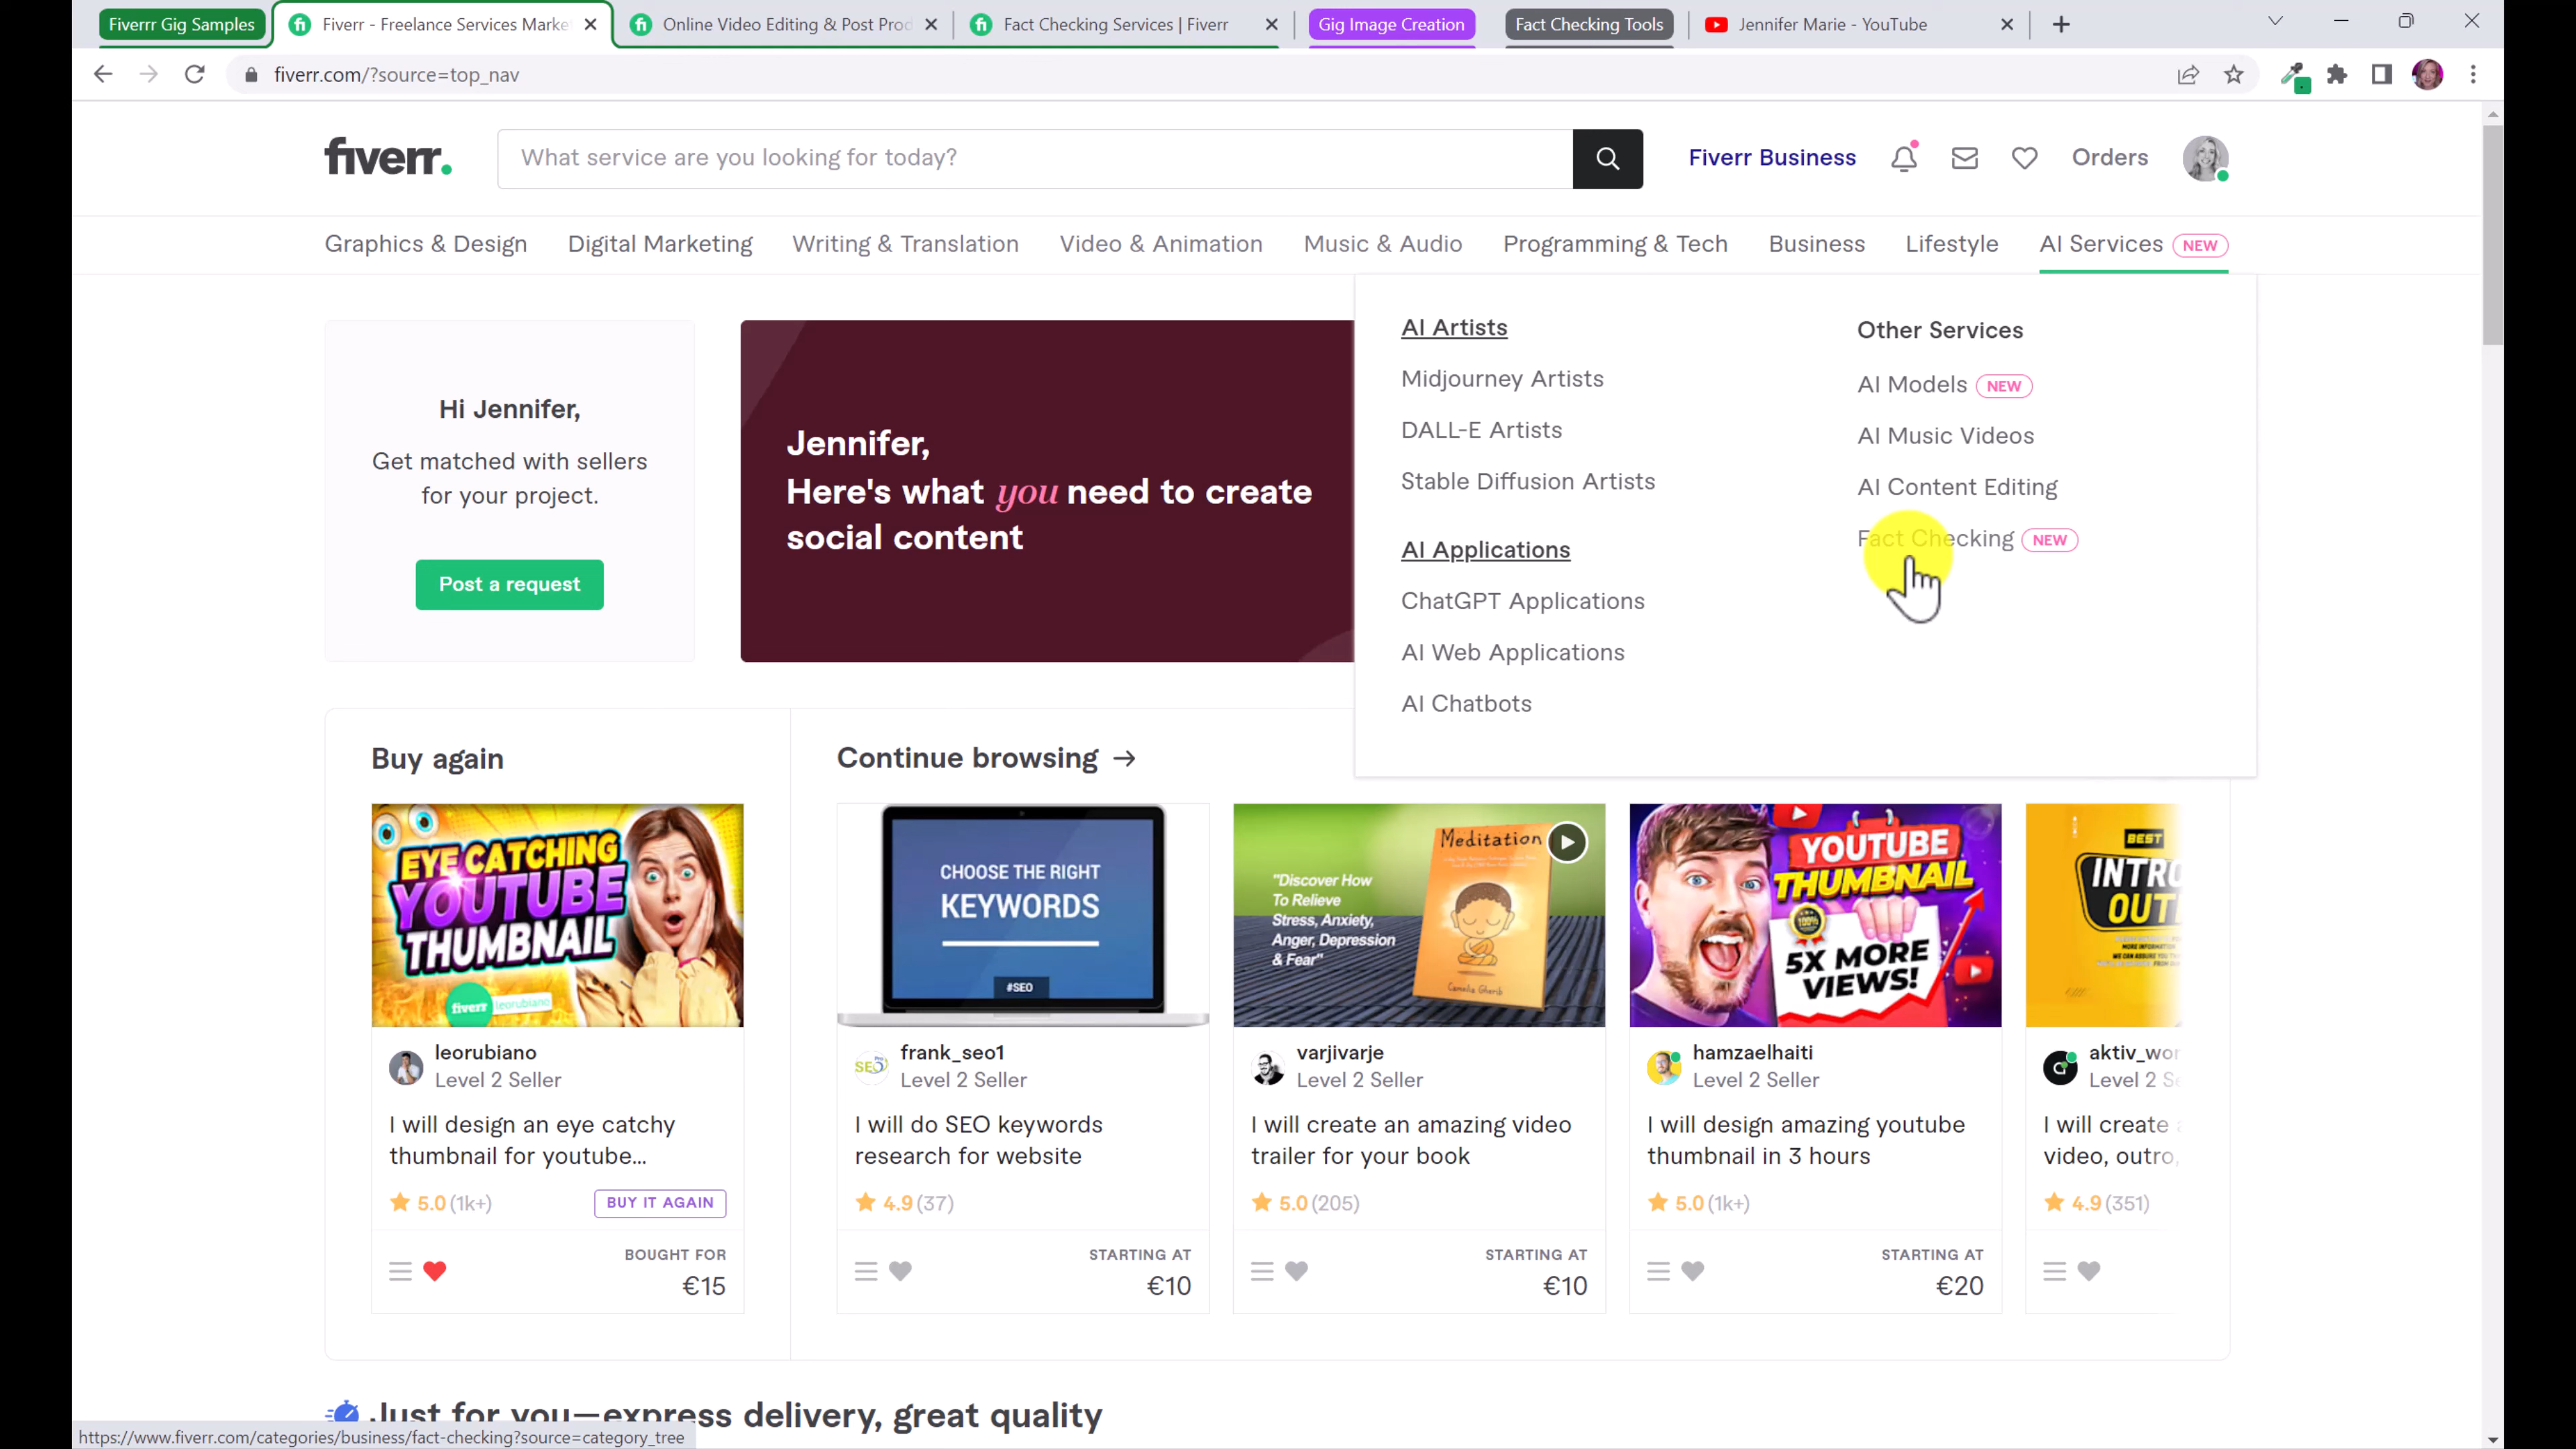 Fiverrr Gig Samples
Fiverr - Freelance Services Marke
Online Video Editing & Post Prod
Fact Checking Services | Fiverr
Gig Image Creation
Fact Checking Tools
Jennifer Marie - YouTube
fiverr.com/?source=top_nav
fiverr.
What service are you looking for today?
Fiverr Business
Orders
Graphics & Design
Digital Marketing
Writing & Translation
Video & Animation
Music & Audio
Programming & Tech
Business
Lifestyle
AI Services NEW
Hi Jennifer,
Get matched with sellers
for your project.
Post a request
Jennifer,
Here's what you need to create
social content
AI Artists
Midjourney Artists
DALL-E Artists
Stable Diffusion Artists
AI Applications
ChatGPT Applications
AI Web Applications
AI Chatbots
Other Services
AI Models NEW
AI Music Videos
AI Content Editing
Fact Checking NEW
Buy again
Continue browsing →
EYE CATCHING
YOUTUBE
THUMBNAIL
fiverr leorubiano
leorubiano
Level 2 Seller
I will design an eye catchy
thumbnail for youtube...
5.0 (1k+)
BUY IT AGAIN
BOUGHT FOR
€15
CHOOSE THE RIGHT
KEYWORDS
#SEO
SEO Pro
frank_seo1
Level 2 Seller
I will do SEO keywords
research for website
4.9 (37)
STARTING AT
€10
Meditation
"Discover How
To Relieve
Stress, Anxiety,
Anger, Depression
& Fear"
Camelia Gherib
varjivarje
Level 2 Seller
I will create an amazing video
trailer for your book
5.0 (205)
STARTING AT
€10
YOUTUBE
THUMBNAIL
100%
5X MORE
VIEWS!
hamzaelhaiti
Level 2 Seller
I will design amazing youtube
thumbnail in 3 hours
5.0 (1k+)
STARTING AT
€20
BEST
INTRO
OUT
aktiv_wor
Level 2 Se
I will create
video, outro,
4.9 (351)
Just for you—express delivery, great quality
https://www.fiverr.com/categories/business/fact-checking?source=category_tree